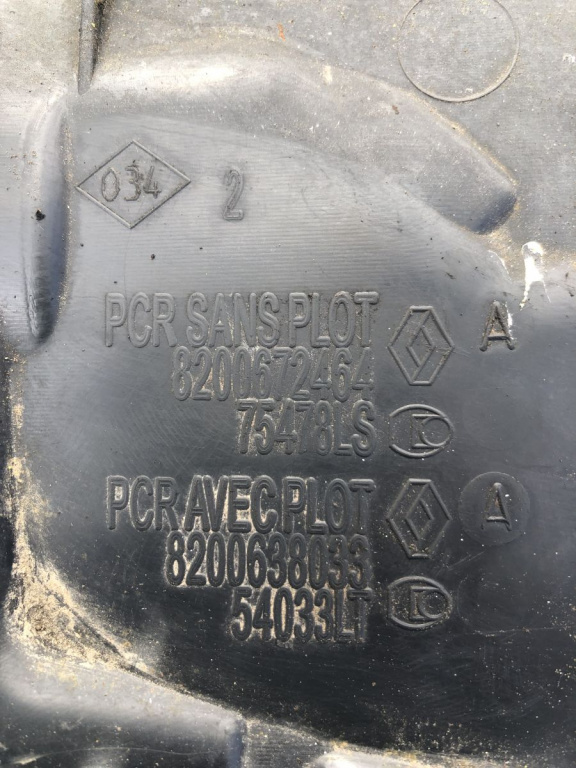 034 2
PCR SANS PLOT A
8200672464
75478LS
PCR AVEC PLOT A
8200638033
54033LT